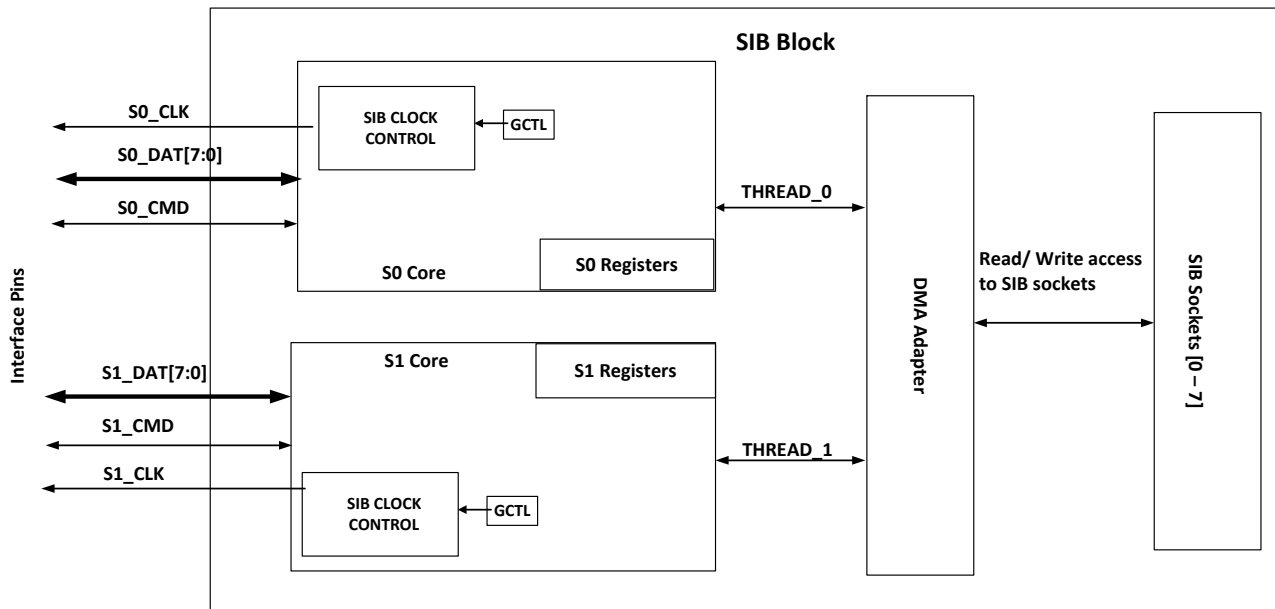 SIB Block
S0_CLK
S0_DAT[7:0]
S0_CMD
SIB CLOCK
CONTROL
GCTL
S0 Core
S0 Registers
THREAD_0
Interface Pins
S1_DAT[7:0]
S1_CMD
S1_CLK
S1 Core
S1 Registers
SIB CLOCK
CONTROL
GCTL
THREAD_1
DMA Adapter
Read/ Write access
to SIB sockets
SIB Sockets [0 – 7]